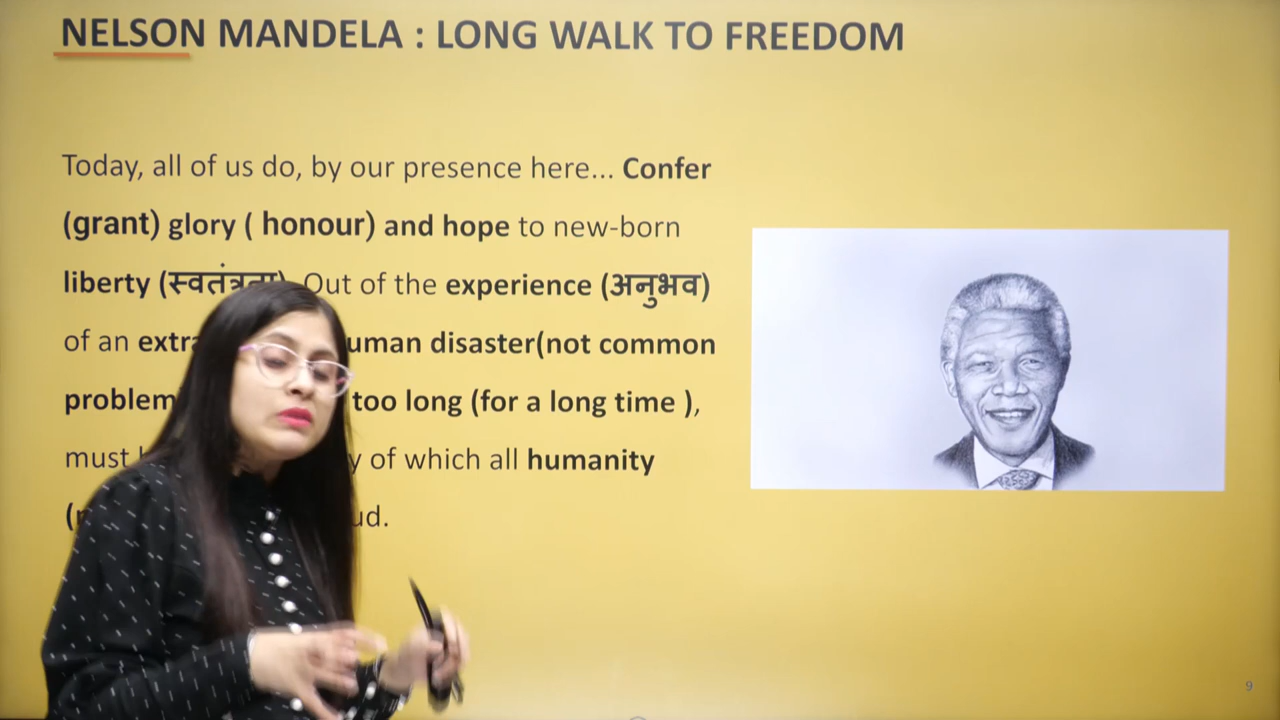 NELSON MANDELA : LONG WALK TO FREEDOM
Today, all of us do, by our presence here... Confer
(grant) glory ( honour) and hope to new-born
liberty (स्वतंत्रता). Out of the experience (अनुभव)
of an disaster(not common
too long (for a long time ),
must of which all humanity
9